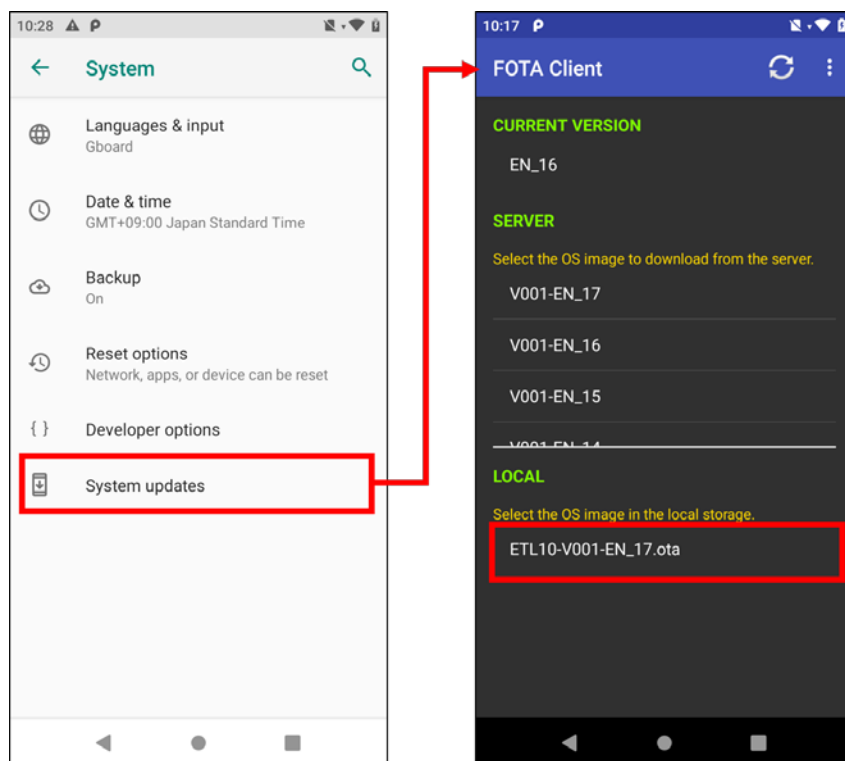 10:28
System
Languages & input
Gboard
Date & time
GMT+09:00 Japan Standard Time
Backup
On
Reset options
Network, apps, or device can be reset
{ } Developer options
System updates
10:17
FOTA Client
CURRENT VERSION
EN_16
SERVER
Select the OS image to download from the server.
V001-EN_17
V001-EN_16
V001-EN_15
V001-EN_14
LOCAL
Select the OS image in the local storage.
ETL10-V001-EN_17.ota